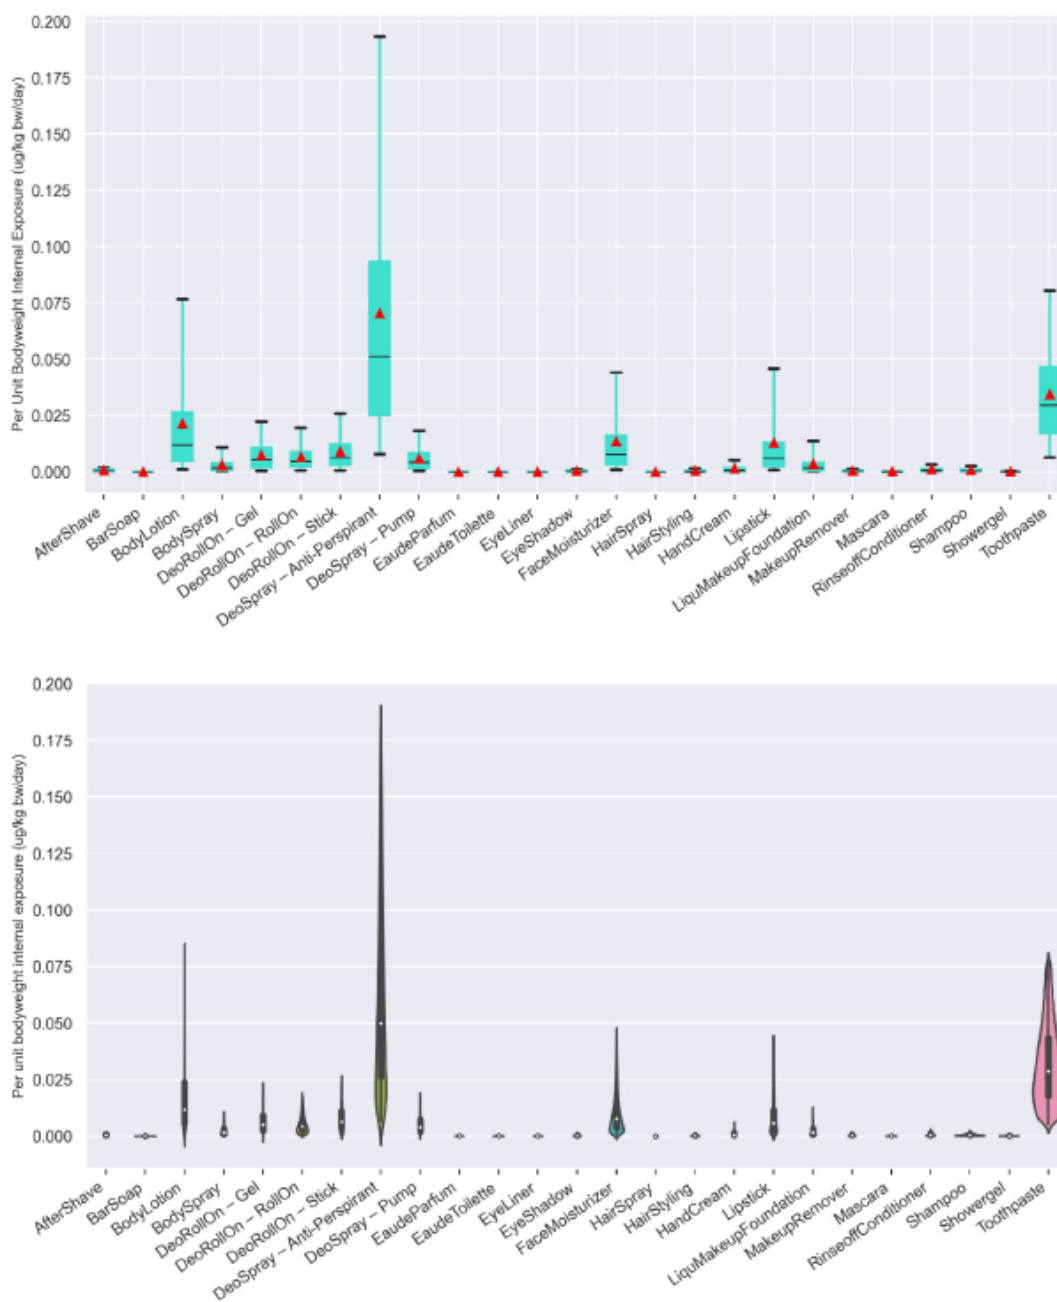 0.200
0.175
0.150
0.125
0.100
0.075
0.050
0.025
0.000
Per Unit Bodyweight Internal Exposure (ug/kg bw/day)
AfterShave
BarSoap
BodyLotion
BodySpray
DeoRollOn – Gel
DeoRollOn – RollOn
DeoRollOn – Stick
DeoSpray – Anti-Perspirant
DeoSpray – Pump
EaudeParfum
EaudeToilette
EyeLiner
EyeShadow
FaceMoisturizer
HairSpray
HairStyling
HandCream
Lipstick
LiquMakeupFoundation
MakeupRemover
Mascara
RinseoffConditioner
Shampoo
Showergel
Toothpaste
0.200
0.175
0.150
0.125
0.100
0.075
0.050
0.025
0.000
Per unit bodyweight internal exposure (ug/kg bw/day)
AfterShave
BarSoap
BodyLotion
BodySpray
DeoRollOn – Gel
DeoRollOn – RollOn
DeoRollOn – Stick
DeoSpray – Anti-Perspirant
DeoSpray – Pump
EaudeParfum
EaudeToilette
EyeLiner
EyeShadow
FaceMoisturizer
HairSpray
HairStyling
HandCream
Lipstick
LiquMakeupFoundation
MakeupRemover
Mascara
RinseoffConditioner
Shampoo
Showergel
Toothpaste